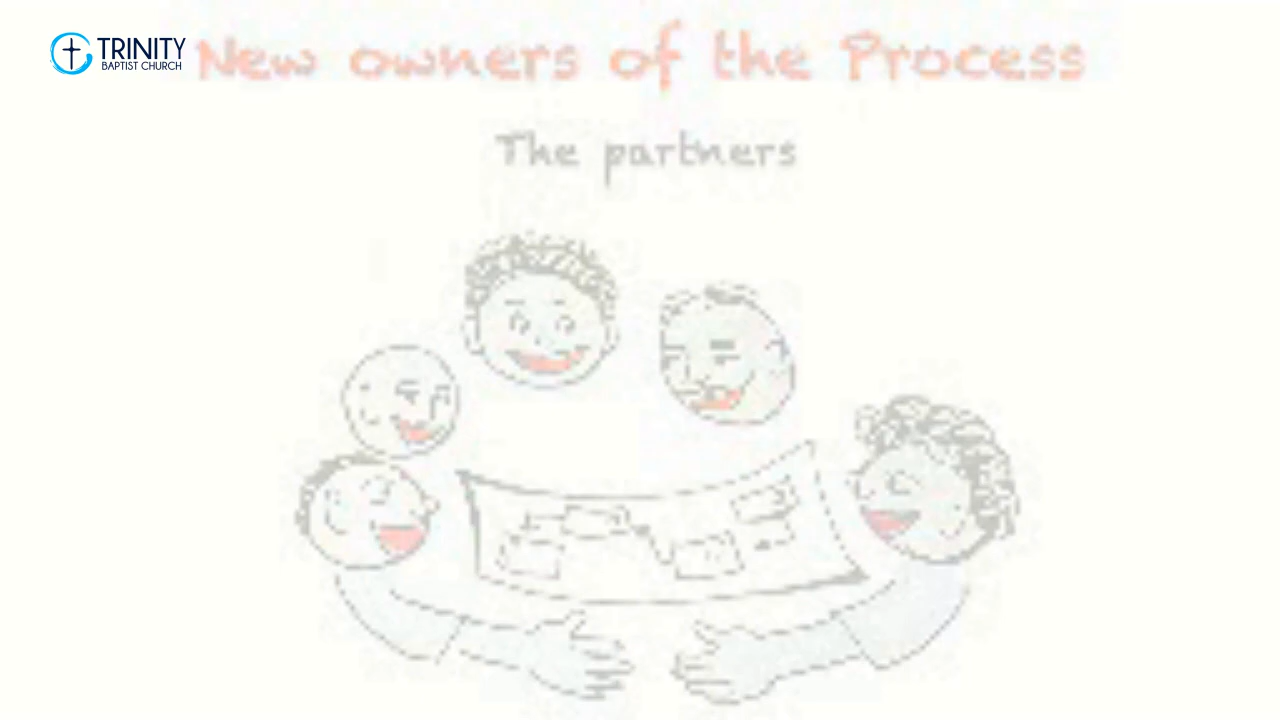 TRINITY
BAPTIST CHURCH
New owners of the Process
The partners